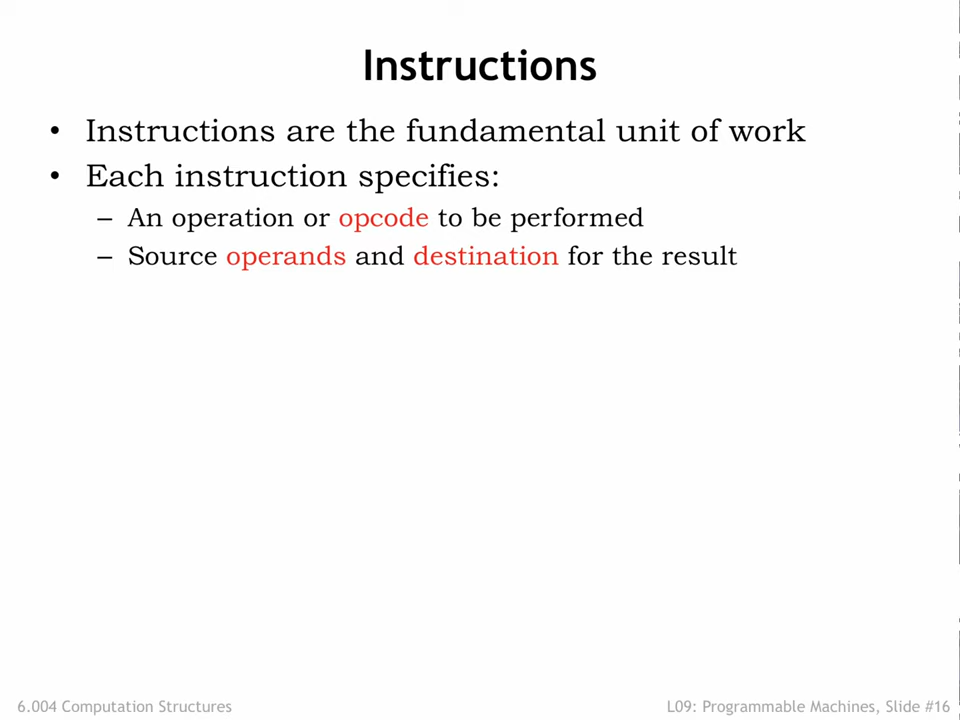 Instructions
• Instructions are the fundamental unit of work
• Each instruction specifies:
– An operation or opcode to be performed
– Source operands and destination for the result
6.004 Computation Structures
L09: Programmable Machines, Slide #16